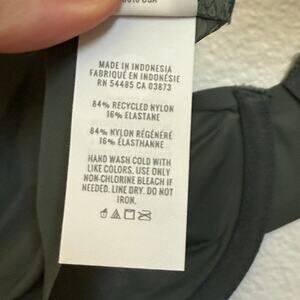 MADE IN INDONESIA
FABRIQUÉ EN INDONÉSIE
RN 54485 CA 03873
84% RECYCLED NYLON
16% ELASTANE
84% NYLON RÉGÉNÉRÉ
16% ÉLASTHANNE
HAND WASH COLD WITH
LIKE COLORS. USE ONLY
NON-CHLORINE BLEACH IF
NEEDED. LINE DRY. DO NOT
IRON.